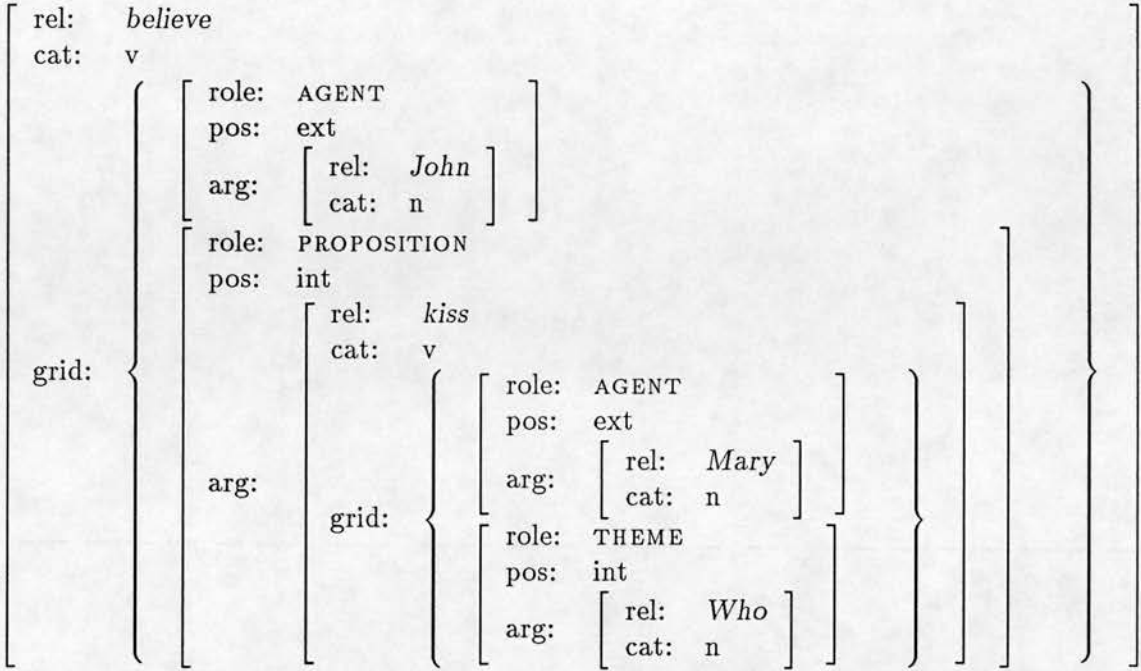 rel: believe
cat: v
role: AGENT
pos: ext
rel: John
arg:
cat: n
role: PROPOSITION
pos: int
rel: kiss
cat: v
grid:
role: AGENT
pos: ext
rel: Mary
arg:
cat: n
arg:
grid:
role: THEME
pos: int
rel: Who
arg:
cat: n